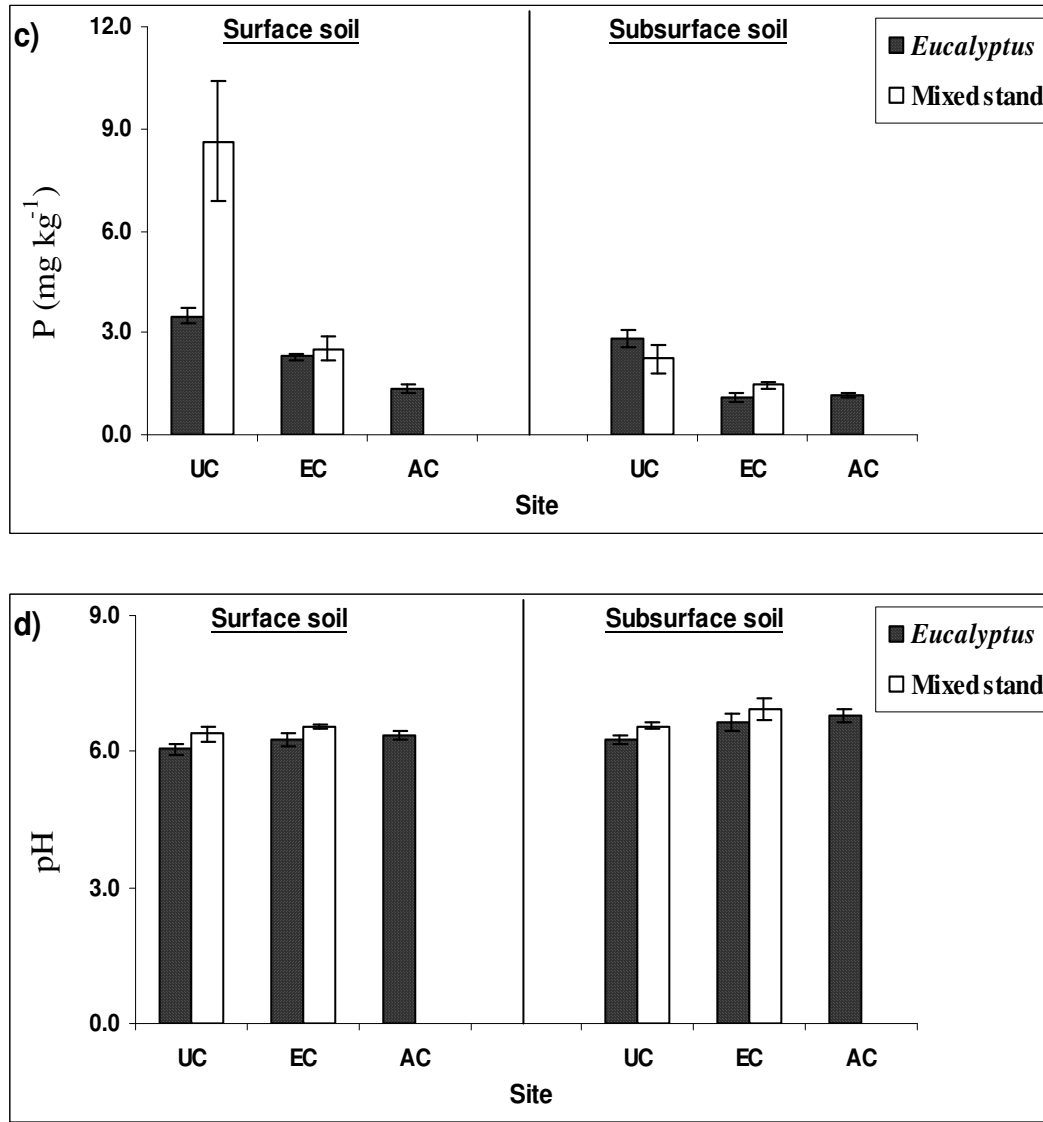 c)
Surface soil
Subsurface soil
Eucalyptus
Mixed stand
12.0
9.0
6.0
3.0
0.0
P (mg kg-1)
UC EC AC UC EC AC
Site
d)
Surface soil
Subsurface soil
Eucalyptus
Mixed stand
9.0
6.0
3.0
0.0
pH
UC EC AC UC EC AC
Site